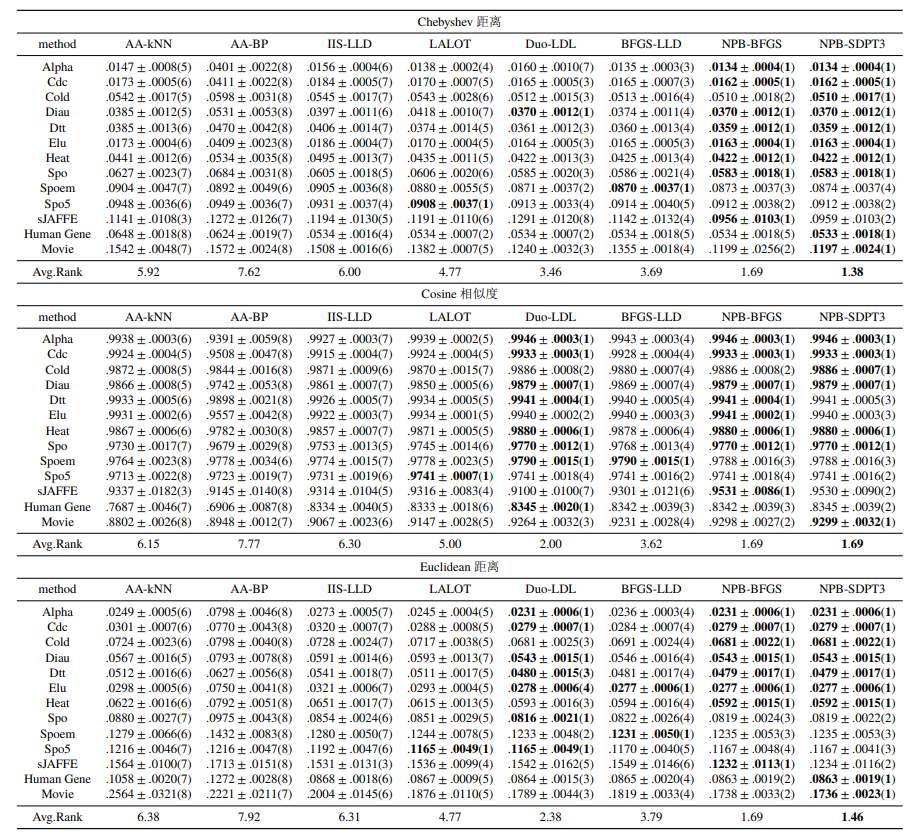 Chebyshev 距离
method AA-kNN AA-BP IIS-LLD LALOT Duo-LDL BFGS-LLD NPB-BFGS NPB-SDPT3
Alpha .0147±.0008(5) .0401±.0022(8) .0156±.0004(6) .0138±.0002(4) .0160±.0010(7) .0135±.0003(3) .0134±.0004(1) .0134±.0004(1)
Cdc .0173±.0005(6) .0411±.0022(8) .0184±.0005(7) .0170±.0007(5) .0165±.0005(3) .0165±.0007(3) .0162±.0005(1) .0162±.0005(1)
Cold .0542±.0017(5) .0598±.0031(8) .0545±.0017(7) .0543±.0028(6) .0512±.0015(3) .0513±.0016(4) .0510±.0018(2) .0510±.0017(1)
Diau .0385±.0012(5) .0531±.0053(8) .0397±.0011(6) .0418±.0010(7) .0370±.0012(1) .0374±.0011(4) .0370±.0012(1) .0370±.0012(1)
Dtt .0385±.0013(6) .0470±.0042(8) .0406±.0014(7) .0374±.0014(5) .0361±.0012(3) .0360±.0013(4) .0359±.0012(1) .0359±.0012(1)
Elu .0173±.0004(6) .0409±.0023(8) .0186±.0004(7) .0170±.0004(5) .0164±.0005(3) .0165±.0005(3) .0163±.0004(1) .0163±.0004(1)
Heat .0441±.0012(6) .0534±.0035(8) .0495±.0013(7) .0435±.0011(5) .0422±.0013(3) .0425±.0013(4) .0422±.0012(1) .0422±.0012(1)
Spo .0627±.0023(7) .0684±.0031(8) .0605±.0018(5) .0606±.0020(6) .0585±.0020(3) .0586±.0021(4) .0583±.0018(1) .0583±.0018(1)
Spoem .0904±.0047(7) .0892±.0049(6) .0905±.0036(8) .0880±.0055(5) .0871±.0037(2) .0870±.0037(1) .0873±.0037(3) .0874±.0037(4)
Spo5 .0948±.0036(6) .0949±.0036(7) .0931±.0037(4) .0908±.0037(1) .0913±.0033(4) .0914±.0040(5) .0912±.0038(2) .0912±.0038(2)
sJAFFE .1141±.0108(3) .1272±.0126(7) .1194±.0130(5) .1191±.0110(6) .1291±.0120(8) .1142±.0132(4) .0956±.0103(1) .0959±.0103(2)
Human Gene .0648±.0018(8) .0624±.0019(7) .0534±.0016(4) .0534±.0007(2) .0534±.0007(2) .0534±.0018(5) .0534±.0018(5) .0533±.0018(1)
Movie .1542±.0048(7) .1572±.0024(8) .1508±.0016(6) .1382±.0007(5) .1240±.0032(3) .1355±.0018(4) .1199±.0256(2) .1197±.0024(1)
Avg.Rank 5.92 7.62 6.00 4.77 3.46 3.69 1.69 1.38
Cosine 相似度
method AA-kNN AA-BP IIS-LLD LALOT Duo-LDL BFGS-LLD NPB-BFGS NPB-SDPT3
Alpha .9938±.0003(6) .9391±.0059(8) .9927±.0003(7) .9939±.0002(5) .9946±.0003(1) .9943±.0003(4) .9946±.0003(1) .9946±.0003(1)
Cdc .9924±.0004(5) .9508±.0047(8) .9915±.0004(7) .9924±.0004(5) .9933±.0003(1) .9928±.0004(4) .9933±.0003(1) .9933±.0003(1)
Cold .9872±.0008(5) .9844±.0016(8) .9871±.0009(6) .9870±.0015(7) .9886±.0008(2) .9880±.0007(4) .9886±.0008(2) .9886±.0007(1)
Diau .9866±.0008(5) .9742±.0053(8) .9861±.0007(7) .9850±.0005(6) .9879±.0007(1) .9869±.0007(4) .9879±.0007(1) .9879±.0007(1)
Dtt .9933±.0005(6) .9898±.0021(8) .9926±.0005(7) .9934±.0005(5) .9941±.0004(1) .9940±.0005(4) .9941±.0004(1) .9941±.0005(3)
Elu .9931±.0002(6) .9557±.0042(8) .9922±.0003(7) .9934±.0001(5) .9940±.0002(2) .9940±.0003(3) .9941±.0002(1) .9940±.0003(3)
Heat .9867±.0006(6) .9782±.0030(8) .9857±.0007(7) .9871±.0005(5) .9880±.0006(1) .9878±.0006(4) .9880±.0006(1) .9880±.0006(1)
Spo .9730±.0017(7) .9679±.0029(8) .9753±.0013(5) .9745±.0014(6) .9770±.0012(1) .9768±.0013(4) .9770±.0012(1) .9770±.0012(1)
Spoem .9764±.0023(8) .9778±.0034(6) .9774±.0015(7) .9778±.0023(5) .9790±.0015(1) .9790±.0015(1) .9788±.0016(3) .9788±.0016(3)
Spo5 .9713±.0022(8) .9723±.0019(7) .9731±.0019(6) .9741±.0007(1) .9741±.0018(4) .9741±.0016(2) .9741±.0018(4) .9741±.0016(2)
sJAFFE .9337±.0182(3) .9145±.0140(8) .9314±.0104(5) .9316±.0083(4) .9100±.0100(7) .9301±.0121(6) .9531±.0086(1) .9530±.0090(2)
Human Gene .7687±.0046(7) .6906±.0087(8) .8334±.0040(5) .8333±.0018(6) .8345±.0020(1) .8342±.0039(3) .8342±.0039(3) .8345±.0039(2)
Movie .8802±.0026(8) .8948±.0012(7) .9067±.0023(6) .9147±.0028(5) .9264±.0032(3) .9231±.0028(4) .9298±.0027(2) .9299±.0032(1)
Avg.Rank 6.15 7.77 6.30 5.00 2.00 3.62 1.69 1.69
Euclidean 距离
method AA-kNN AA-BP IIS-LLD LALOT Duo-LDL BFGS-LLD NPB-BFGS NPB-SDPT3
Alpha .0249±.0005(6) .0798±.0046(8) .0273±.0005(7) .0245±.0004(5) .0231±.0006(1) .0236±.0003(4) .0231±.0006(1) .0231±.0006(1)
Cdc .0301±.0007(6) .0770±.0043(8) .0320±.0007(7) .0288±.0008(5) .0279±.0007(1) .0284±.0007(4) .0279±.0007(1) .0279±.0007(1)
Cold .0724±.0023(6) .0798±.0040(8) .0728±.0024(7) .0717±.0038(5) .0681±.0025(3) .0691±.0024(4) .0681±.0022(1) .0681±.0022(1)
Diau .0567±.0016(5) .0793±.0078(8) .0591±.0014(6) .0593±.0013(7) .0543±.0015(1) .0546±.0016(4) .0543±.0015(1) .0543±.0015(1)
Dtt .0512±.0016(6) .0627±.0056(8) .0541±.0018(7) .0511±.0017(5) .0480±.0015(3) .0481±.0017(4) .0479±.0017(1) .0479±.0017(1)
Elu .0298±.0005(6) .0750±.0041(8) .0321±.0006(7) .0293±.0004(5) .0278±.0006(4) .0277±.0006(1) .0277±.0006(1) .0277±.0006(1)
Heat .0622±.0016(6) .0792±.0051(8) .0651±.0017(7) .0615±.0013(5) .0593±.0016(3) .0594±.0016(4) .0592±.0015(1) .0592±.0015(1)
Spo .0880±.0027(7) .0975±.0043(8) .0854±.0024(6) .0851±.0029(5) .0816±.0021(1) .0822±.0026(4) .0819±.0024(3) .0819±.0022(2)
Spoem .1279±.0066(6) .1432±.0083(8) .1280±.0050(7) .1244±.0078(5) .1233±.0048(2) .1231±.0050(1) .1235±.0053(3) .1235±.0053(3)
Spo5 .1216±.0046(7) .1216±.0047(8) .1192±.0047(6) .1165±.0049(1) .1165±.0049(1) .1170±.0040(5) .1167±.0048(4) .1167±.0041(3)
sJAFFE .1564±.0100(7) .1713±.0151(8) .1531±.0131(3) .1536±.0099(4) .1542±.0162(5) .1549±.0146(6) .1232±.0113(1) .1234±.0116(2)
Human Gene .1058±.0020(7) .1272±.0028(8) .0868±.0018(6) .0867±.0009(5) .0864±.0015(3) .0865±.0020(4) .0863±.0019(2) .0863±.0019(1)
Movie .2564±.0321(8) .2221±.0211(7) .2004±.0145(6) .1876±.0110(5) .1789±.0044(3) .1819±.0033(4) .1738±.0033(2) .1736±.0023(1)
Avg.Rank 6.38 7.92 6.31 4.77 2.38 3.79 1.69 1.46